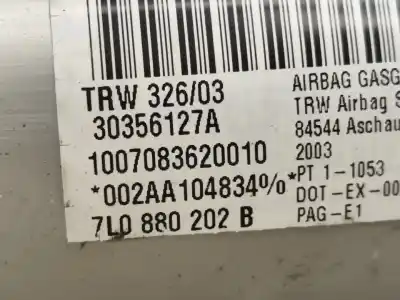 TRW 326/03 AIRBAG GASG
30356127A TRW Airbag S
1007083620010 84544 Aschau
*002AA104834%* 2003
7L0 880 202 B PT 1-1053
DOT-EX-00
PAG-E1